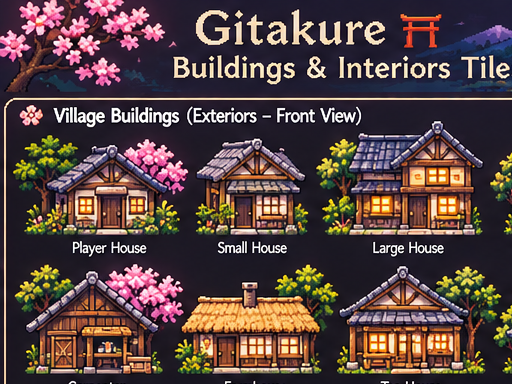 Gitakure
Buildings & Interiors Tile
Village Buildings (Exteriors – Front View)
Player House
Small House
Large House